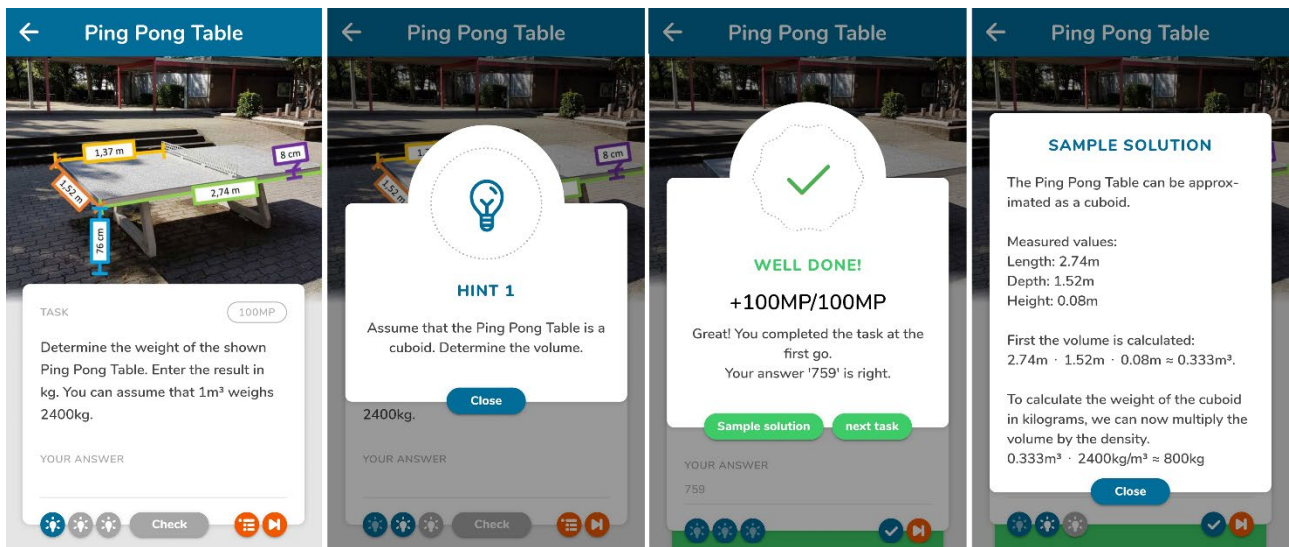 Ping Pong Table
1,37 m
8 cm
1,52 m
2,74 m
76 cm
TASK
100MP
Determine the weight of the shown
Ping Pong Table. Enter the result in
kg. You can assume that 1m³ weighs
2400kg.
YOUR ANSWER
Check
Ping Pong Table
8 cm
1,52 m
HINT 1
Assume that the Ping Pong Table is a
cuboid. Determine the volume.
Close
2400kg.
YOUR ANSWER
Check
Ping Pong Table
WELL DONE!
+100MP/100MP
Great! You completed the task at the
first go.
Your answer '759' is right.
Sample solution
next task
YOUR ANSWER
759
Ping Pong Table
SAMPLE SOLUTION
The Ping Pong Table can be approx-
imated as a cuboid.
Measured values:
Length: 2.74m
Depth: 1.52m
Height: 0.08m
First the volume is calculated:
2.74m · 1.52m · 0.08m ≈ 0.333m³.
To calculate the weight of the cuboid
in kilograms, we can now multiply the
volume by the density.
0.333m³ · 2400kg/m³ ≈ 800kg
Close